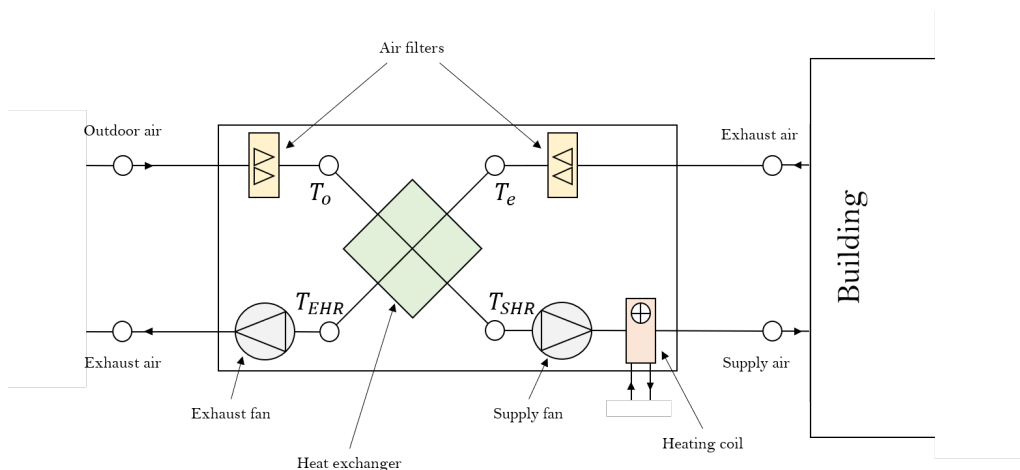 Air filters
Outdoor air
Exhaust air
T_o
T_e
Building
T_EHR
T_SHR
Exhaust air
Supply air
Exhaust fan
Supply fan
Heating coil
Heat exchanger